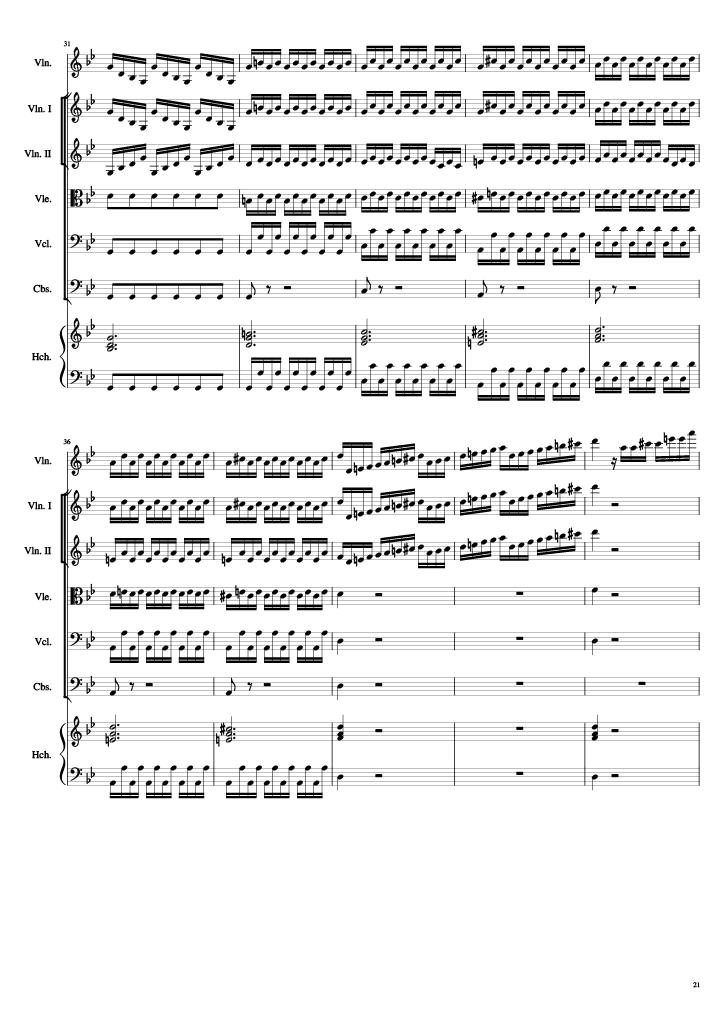 31
Vln.
Vln. I
Vln. II
Vle.
Vcl.
Cbs.
Hch.
36
Vln.
Vln. I
Vln. II
Vle.
Vcl.
Cbs.
Hch.
21